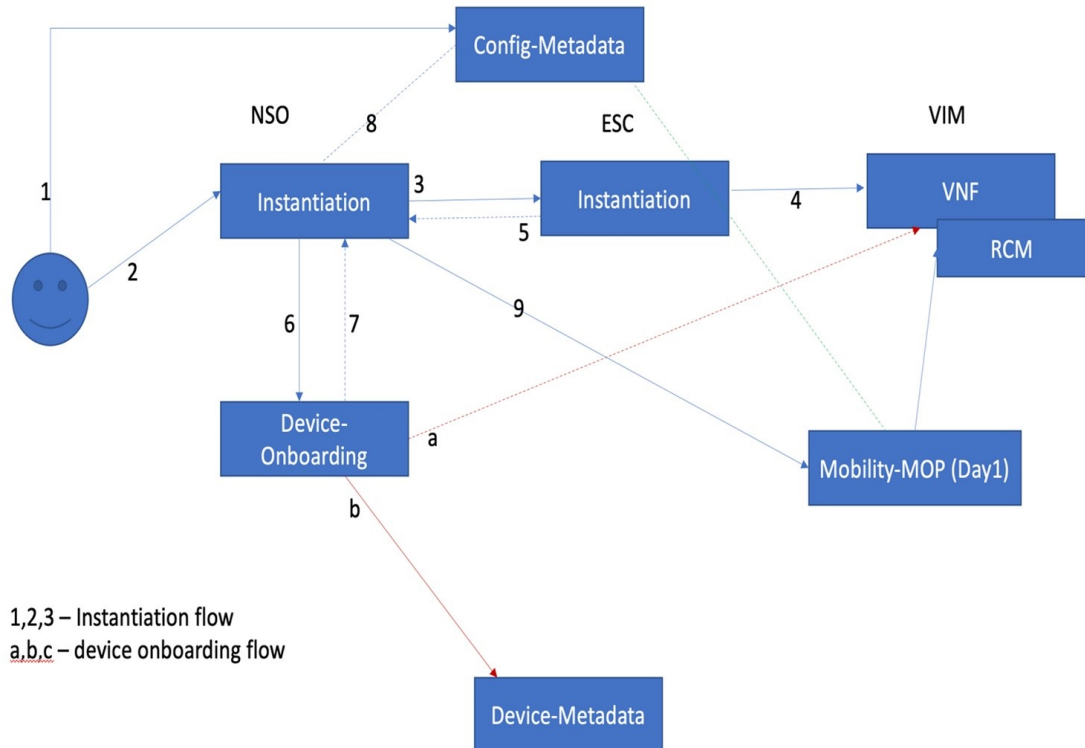 Config-Metadata
NSO
8
ESC
VIM
1
Instantiation
3
Instantiation
4
VNF
5
RCM
2
6
7
9
Device-
Onboarding
a
Mobility-MOP (Day1)
b
1,2,3 – Instantiation flow
a,b,c – device onboarding flow
Device-Metadata